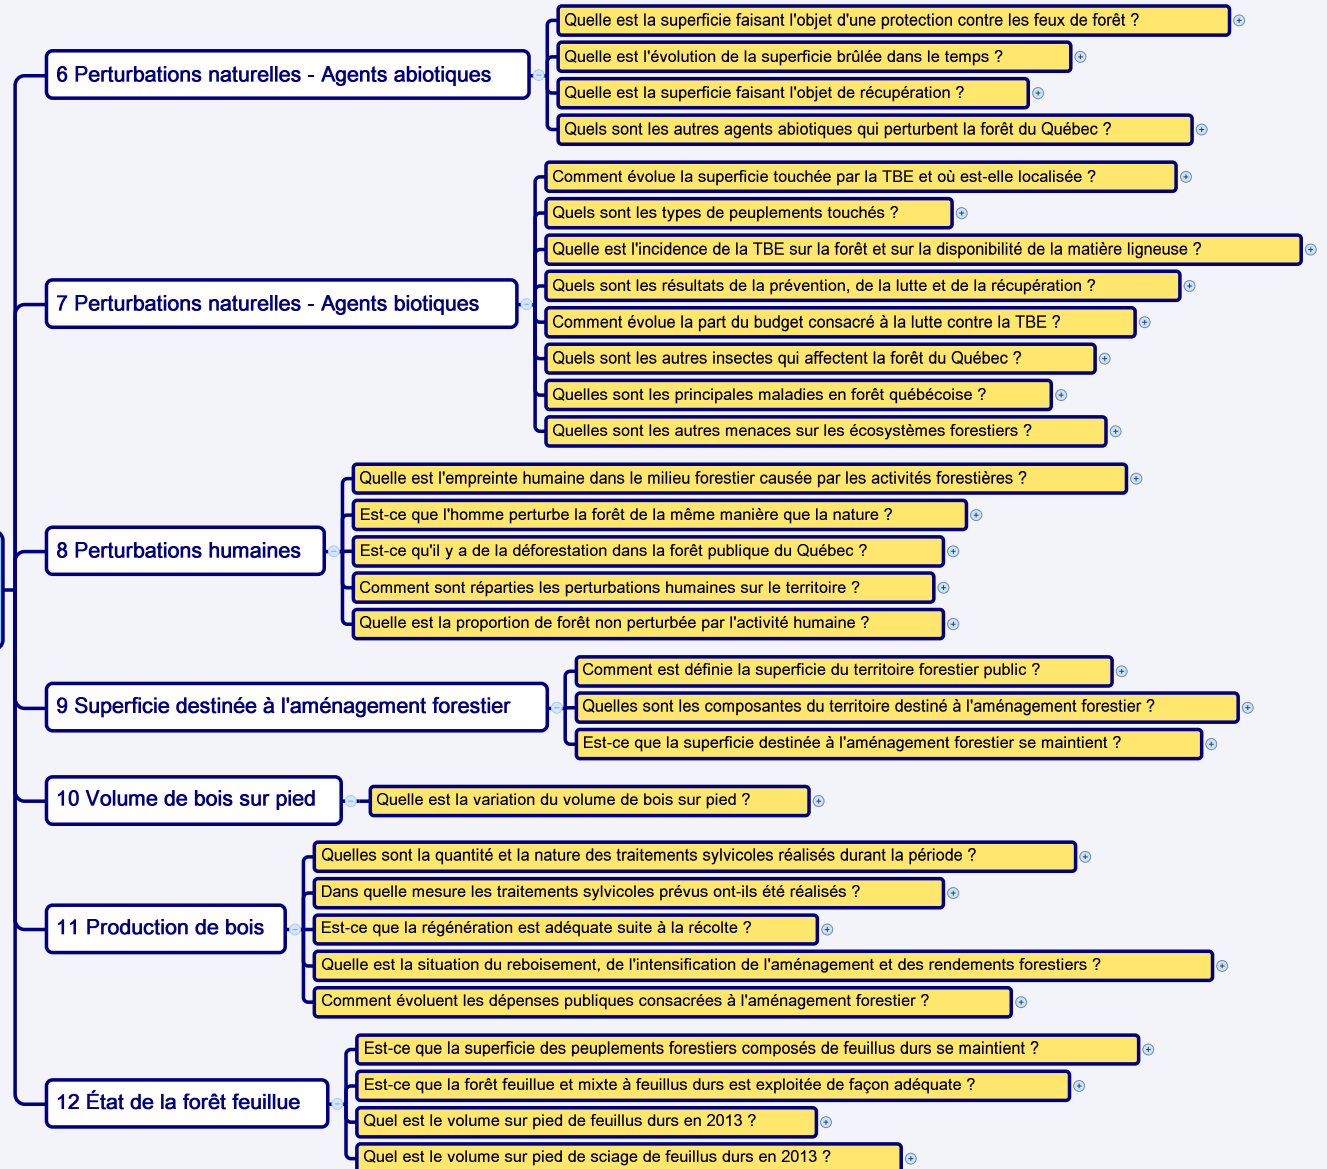 6 Perturbations naturelles - Agents abiotiques
Quelle est la superficie faisant l'objet d'une protection contre les feux de forêt ?
Quelle est l'évolution de la superficie brûlée dans le temps ?
Quelle est la superficie faisant l'objet de récupération ?
Quels sont les autres agents abiotiques qui perturbent la forêt du Québec ?
7 Perturbations naturelles - Agents biotiques
Comment évolue la superficie touchée par la TBE et où est-elle localisée ?
Quels sont les types de peuplements touchés ?
Quelle est l'incidence de la TBE sur la forêt et sur la disponibilité de la matière ligneuse ?
Quels sont les résultats de la prévention, de la lutte et de la récupération ?
Comment évolue la part du budget consacré à la lutte contre la TBE ?
Quels sont les autres insectes qui affectent la forêt du Québec ?
Quelles sont les principales maladies en forêt québécoise ?
Quelles sont les autres menaces sur les écosystèmes forestiers ?
8 Perturbations humaines
Quelle est l'empreinte humaine dans le milieu forestier causée par les activités forestières ?
Est-ce que l'homme perturbe la forêt de la même manière que la nature ?
Est-ce qu'il y a de la déforestation dans la forêt publique du Québec ?
Comment sont réparties les perturbations humaines sur le territoire ?
Quelle est la proportion de forêt non perturbée par l'activité humaine ?
9 Superficie destinée à l'aménagement forestier
Comment est définie la superficie du territoire forestier public ?
Quelles sont les composantes du territoire destiné à l'aménagement forestier ?
Est-ce que la superficie destinée à l'aménagement forestier se maintient ?
10 Volume de bois sur pied
Quelle est la variation du volume de bois sur pied ?
11 Production de bois
Quelles sont la quantité et la nature des traitements sylvicoles réalisés durant la période ?
Dans quelle mesure les traitements sylvicoles prévus ont-ils été réalisés ?
Est-ce que la régénération est adéquate suite à la récolte ?
Quelle est la situation du reboisement, de l'intensification de l'aménagement et des rendements forestiers ?
Comment évoluent les dépenses publiques consacrées à l'aménagement forestier ?
12 État de la forêt feuillue
Est-ce que la superficie des peuplements forestiers composés de feuillus durs se maintient ?
Est-ce que la forêt feuillue et mixte à feuillus durs est exploitée de façon adéquate ?
Quel est le volume sur pied de feuillus durs en 2013 ?
Quel est le volume sur pied de sciage de feuillus durs en 2013 ?